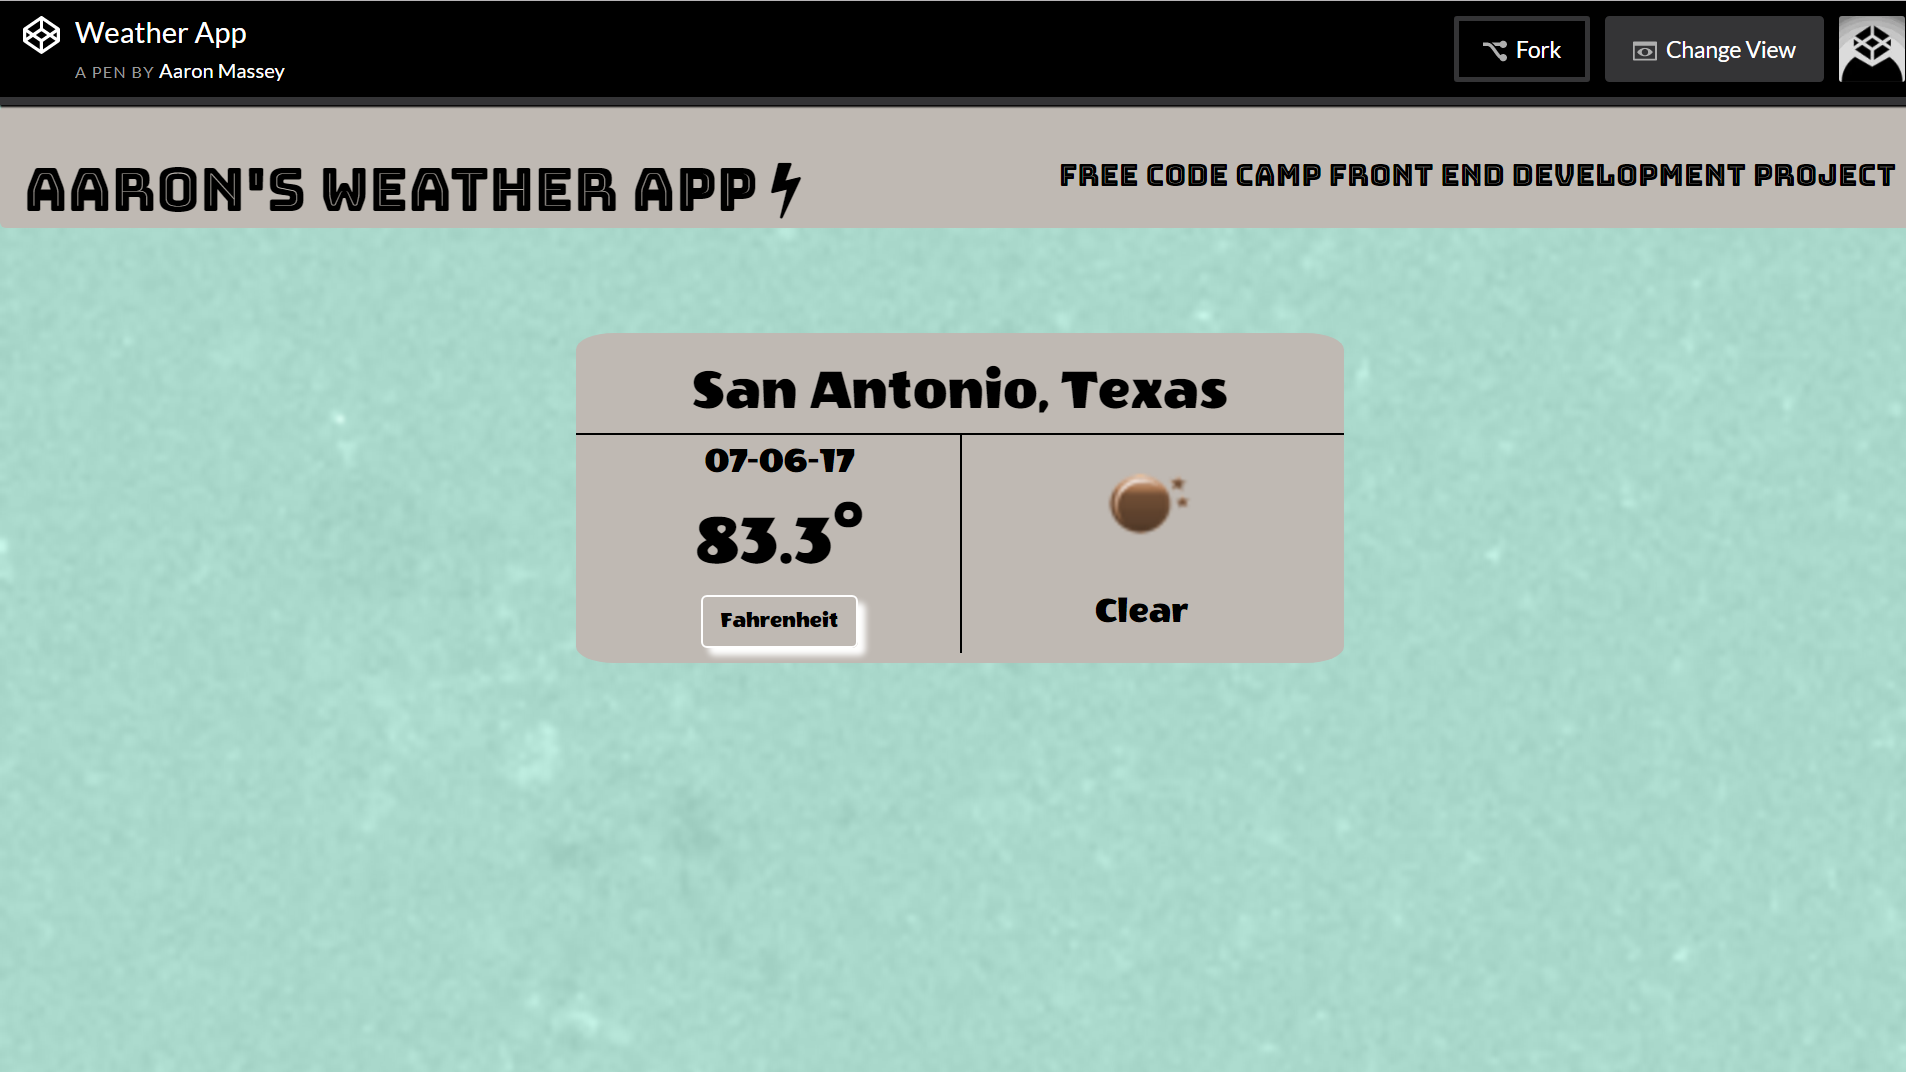 Weather App
A PEN BY Aaron Massey
Fork
Change View
AARON'S WEATHER APP
FREE CODE CAMP FRONT END DEVELOPMENT PROJECT
San Antonio, Texas
07-06-17
83.3°
Fahrenheit
Clear